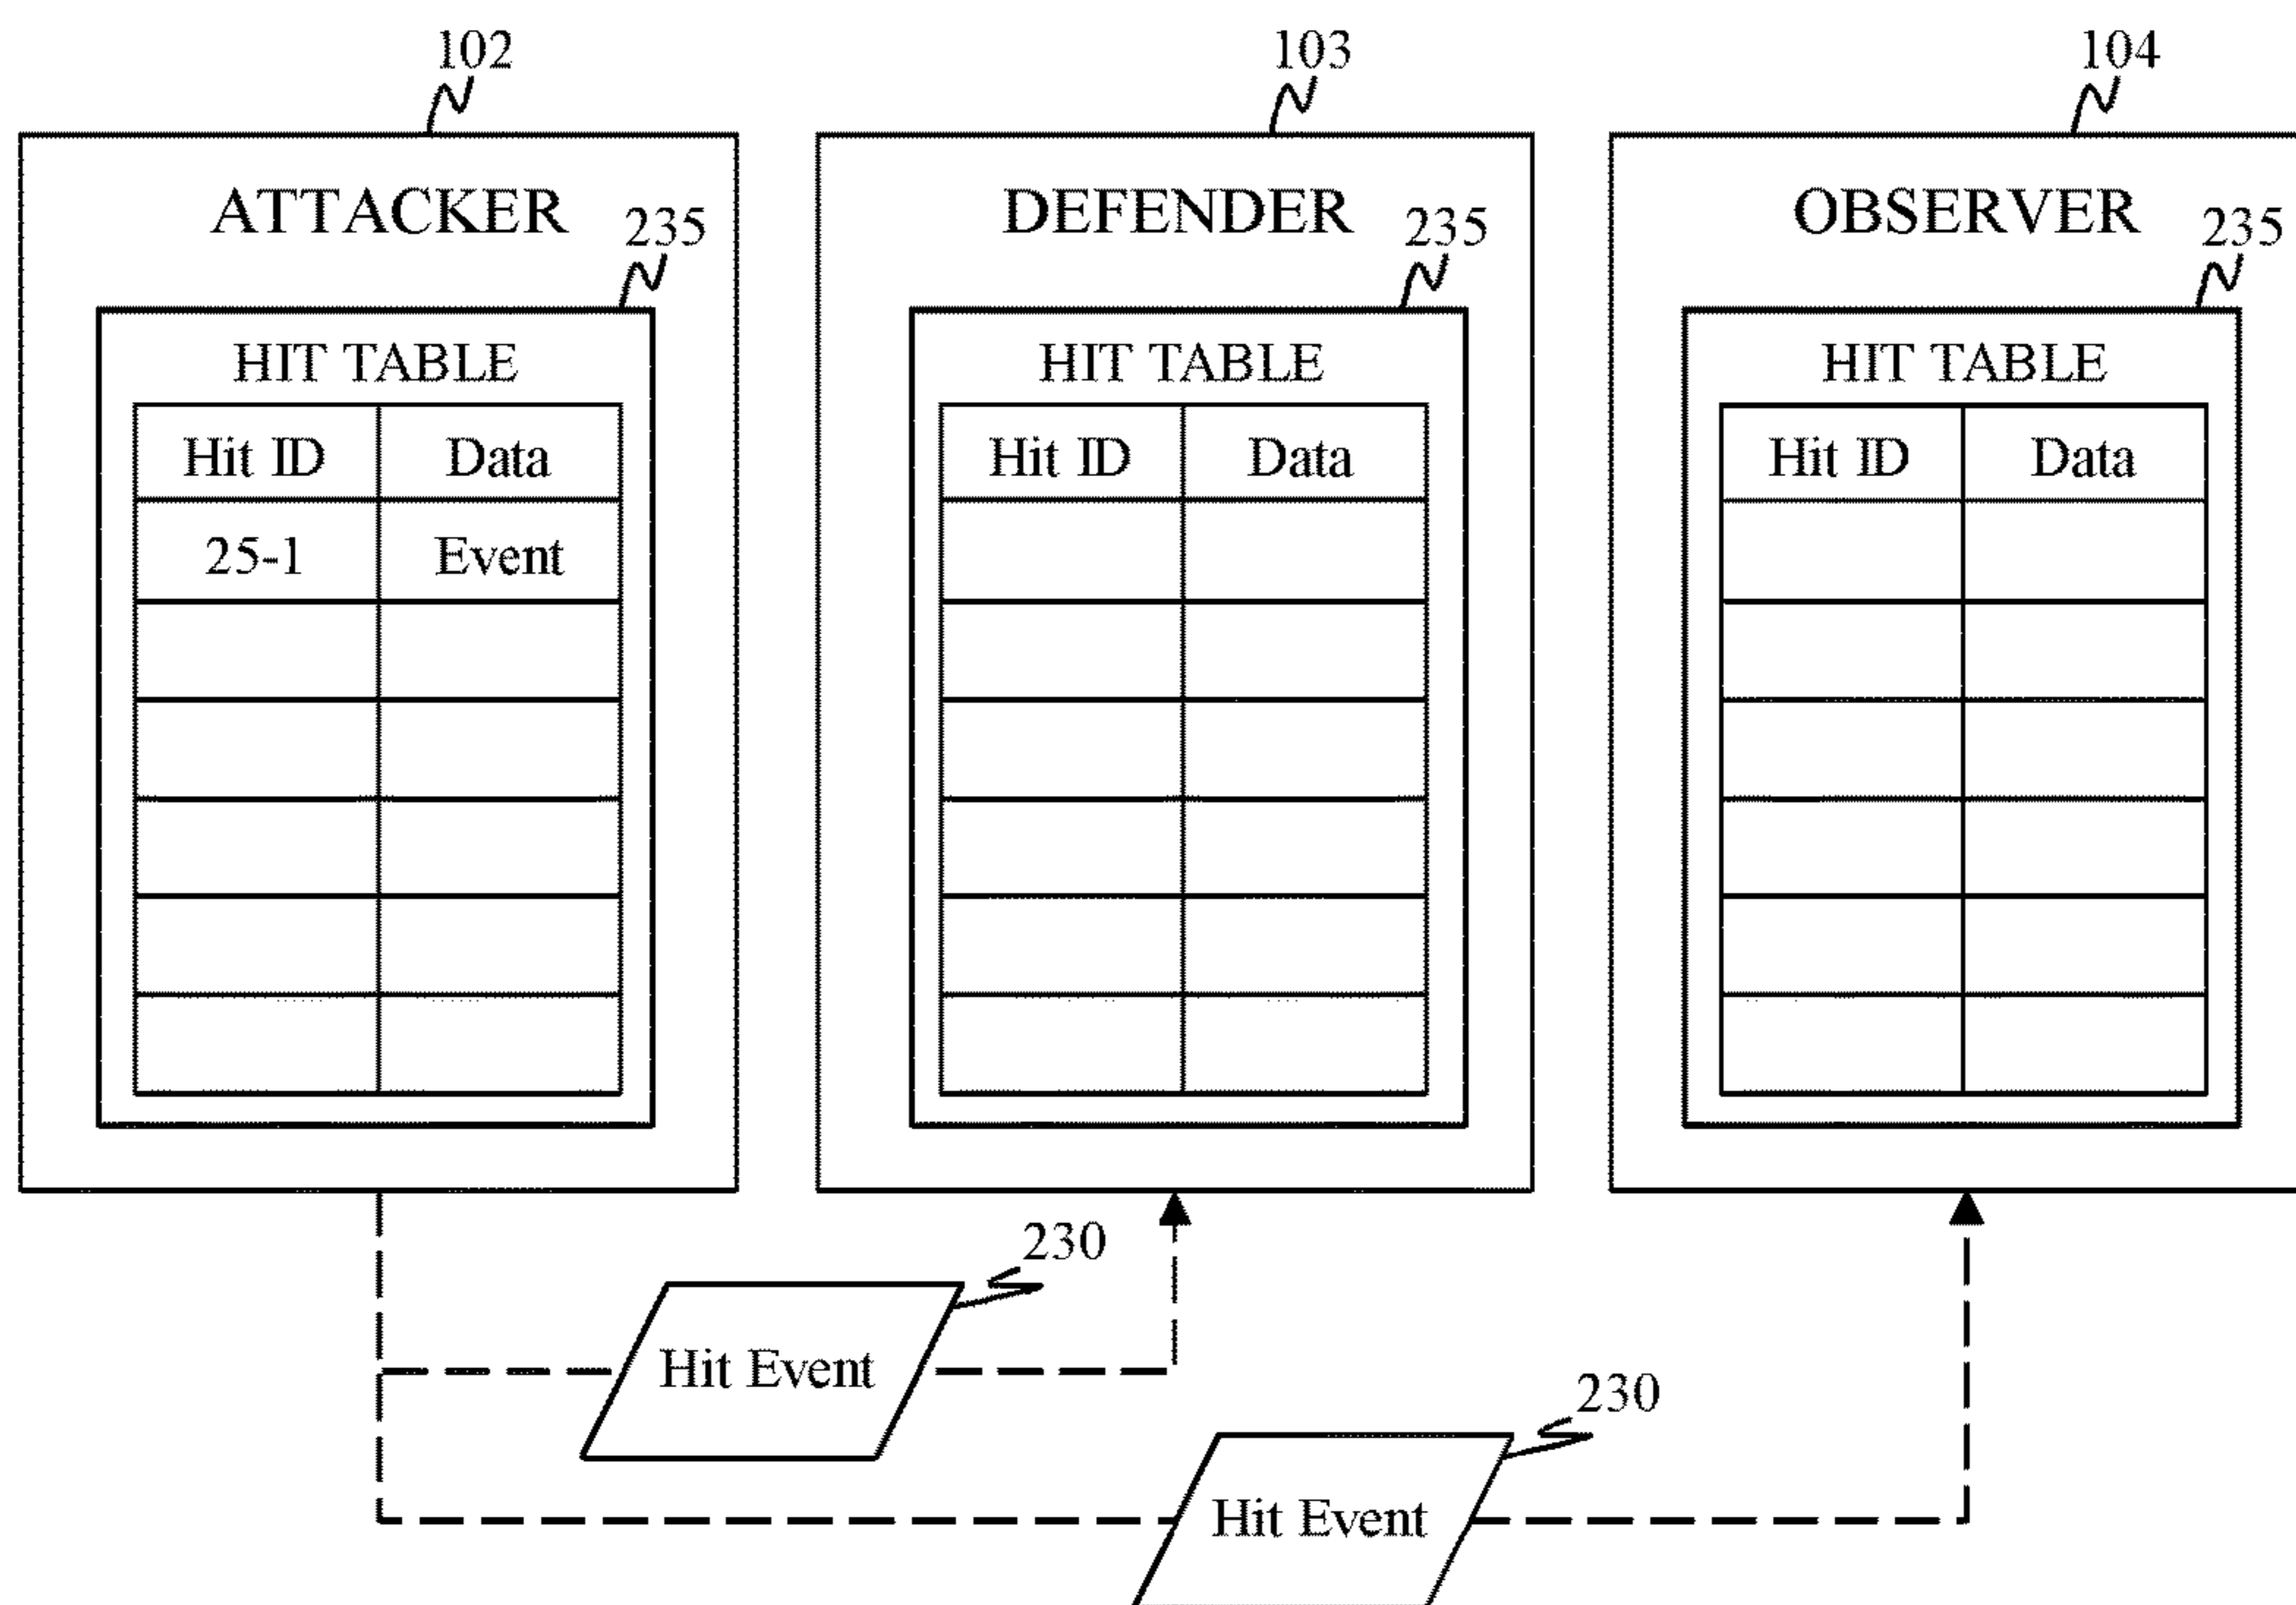 102 103 104
ATTACKER DEFENDER OBSERVER
235 235 235
HIT TABLE HIT TABLE HIT TABLE
Hit ID Data Hit ID Data Hit ID Data
25-1 Event
230
Hit Event
230
Hit Event